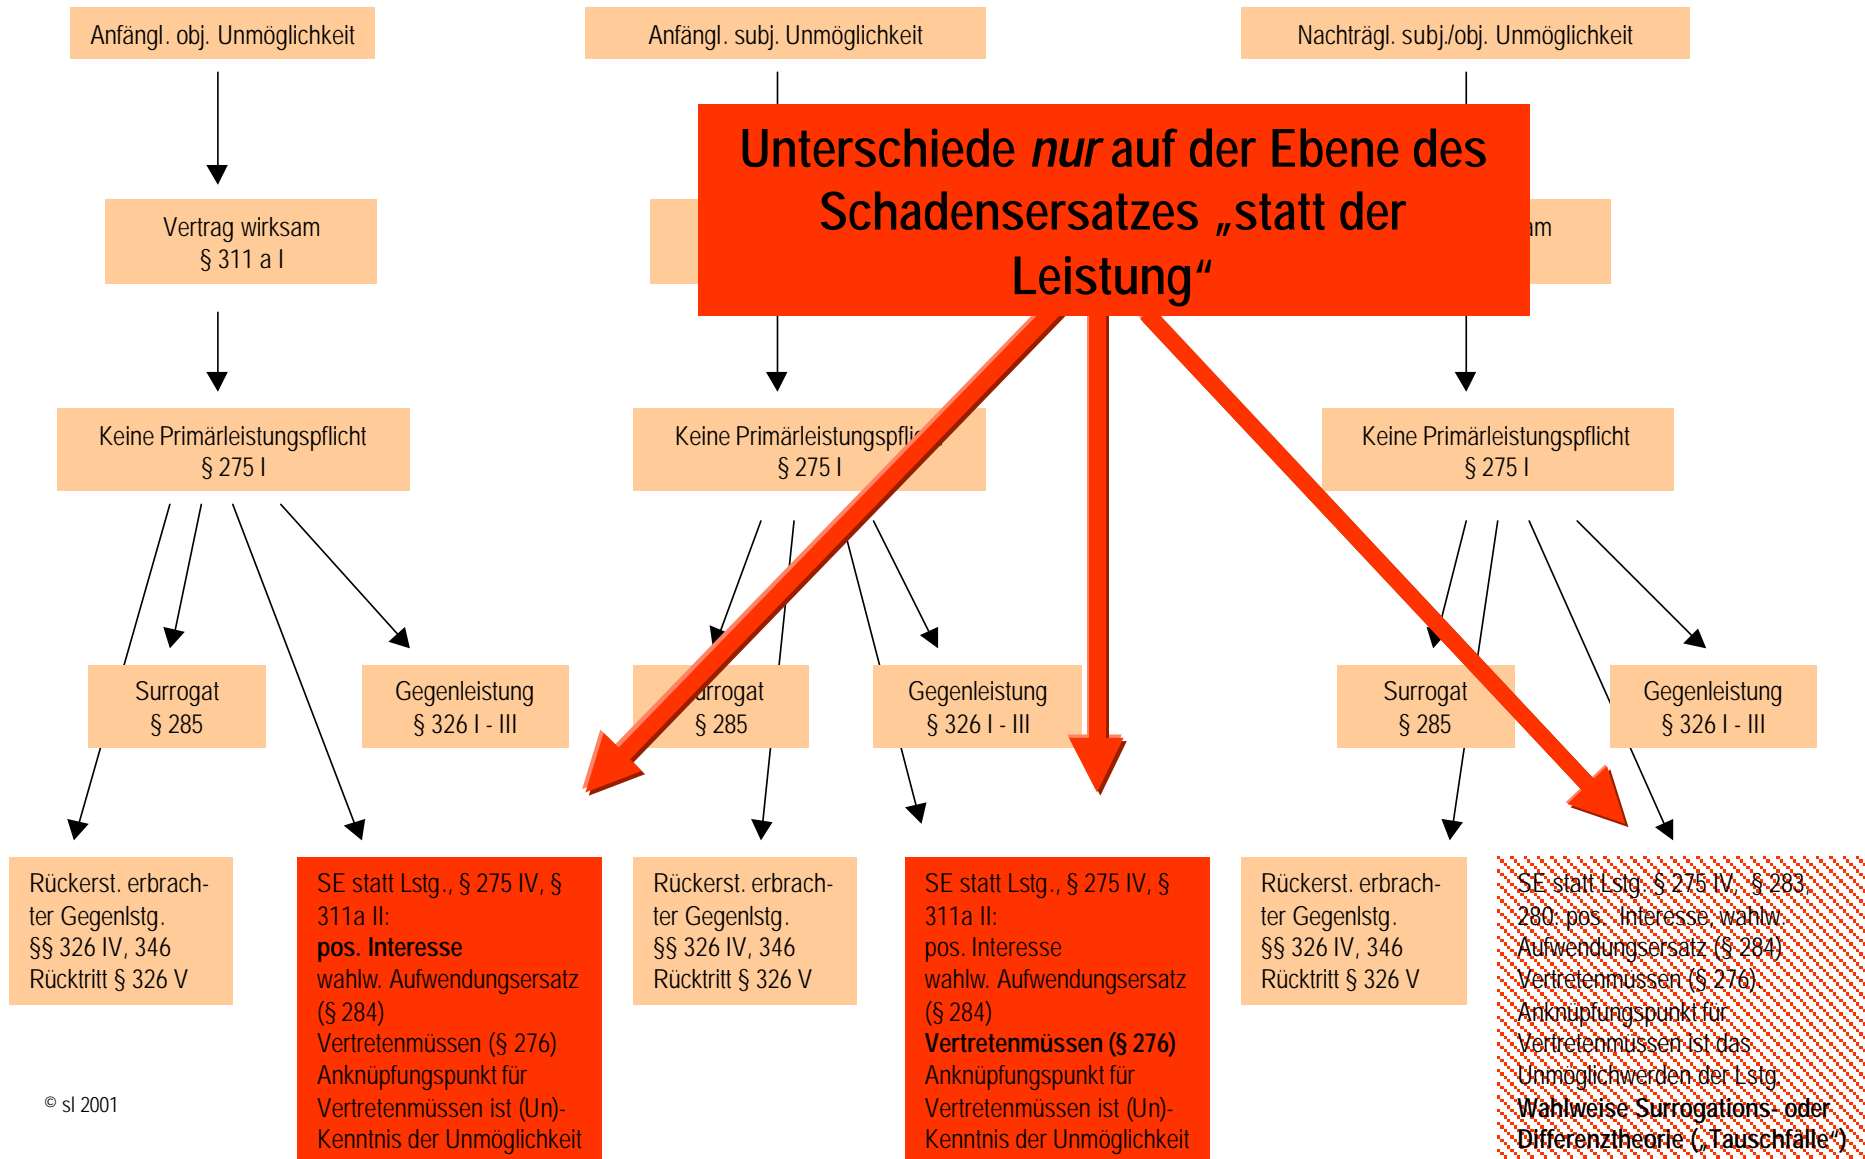 Anfängl. obj. Unmöglichkeit
Anfängl. subj. Unmöglichkeit
Nachträgl. subj./obj. Unmöglichkeit
Unterschiede nur auf der Ebene des
Schadensersatzes „statt der
Leistung“
Vertrag wirksam
§ 311 a I
Keine Primärleistungspflicht
§ 275 I
Keine
§ 275 I
Keine Primärleistungspflicht
§ 275 I
Surrogat
§ 285
Gegenleistung
§ 326 I - III
§ 285
Gegenleistung
§ 326 I - III
Surrogat
§ 285
Gegenleistung
§ 326 I - III
Rückerst. erbrach-
ter Gegenlstg.
§§ 326 IV, 346
Rücktritt § 326 V
SE statt Lstg., § 275 IV, §
311a II:
pos. Interesse
wahlw. Aufwendungsersatz
(§ 284)
Vertretenmüssen (§ 276)
Anknüpfungspunkt für
Vertretenmüssen ist (Un)-
Kenntnis der Unmöglichkeit
Rückerst. erbrach-
ter Gegenlstg.
§§ 326 IV, 346
Rücktritt § 326 V
SE statt Lstg., § 275 IV, §
311a II:
pos. Interesse
wahlw. Aufwendungsersatz
(§ 284)
Vertretenmüssen (§ 276)
Anknüpfungspunkt für
Vertretenmüssen ist (Un)-
Kenntnis der Unmöglichkeit
Rückerst. erbrach-
ter Gegenlstg.
§§ 326 IV, 346
Rücktritt § 326 V
SE statt Lstg. § 275 IV, § 283,
280: pos. Interesse, wahlw.
Aufwendungsersatz (§ 284)
Vertretenmüssen (§ 276)
Anknüpfungspunkt für
Vertretenmüssen ist das
Unmöglichwerden der Lstg.
Wahlweise Surrogations- oder
Differenztheorie („Tauschfälle“)
© sl 2001